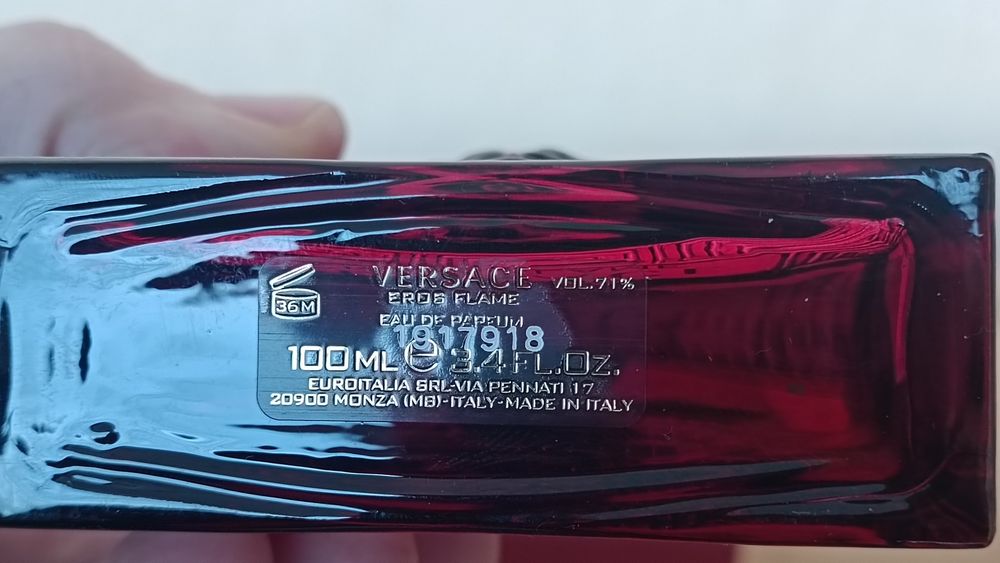 36M
VERSACE VOL.71%
EROS FLAME
EAU DE PARFUM
1917918
100 ML e 3.4 FL.Oz.
EUROITALIA SRL-VIA PENNATI 17
20900 MONZA (MB)-ITALY-MADE IN ITALY